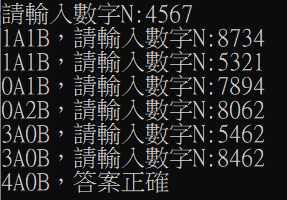 請輸入數字N:4567
1A1B，請輸入數字N:8734
1A1B，請輸入數字N:5321
0A1B，請輸入數字N:7894
0A2B，請輸入數字N:8062
3A0B，請輸入數字N:5462
3A0B，請輸入數字N:8462
4A0B，答案正確